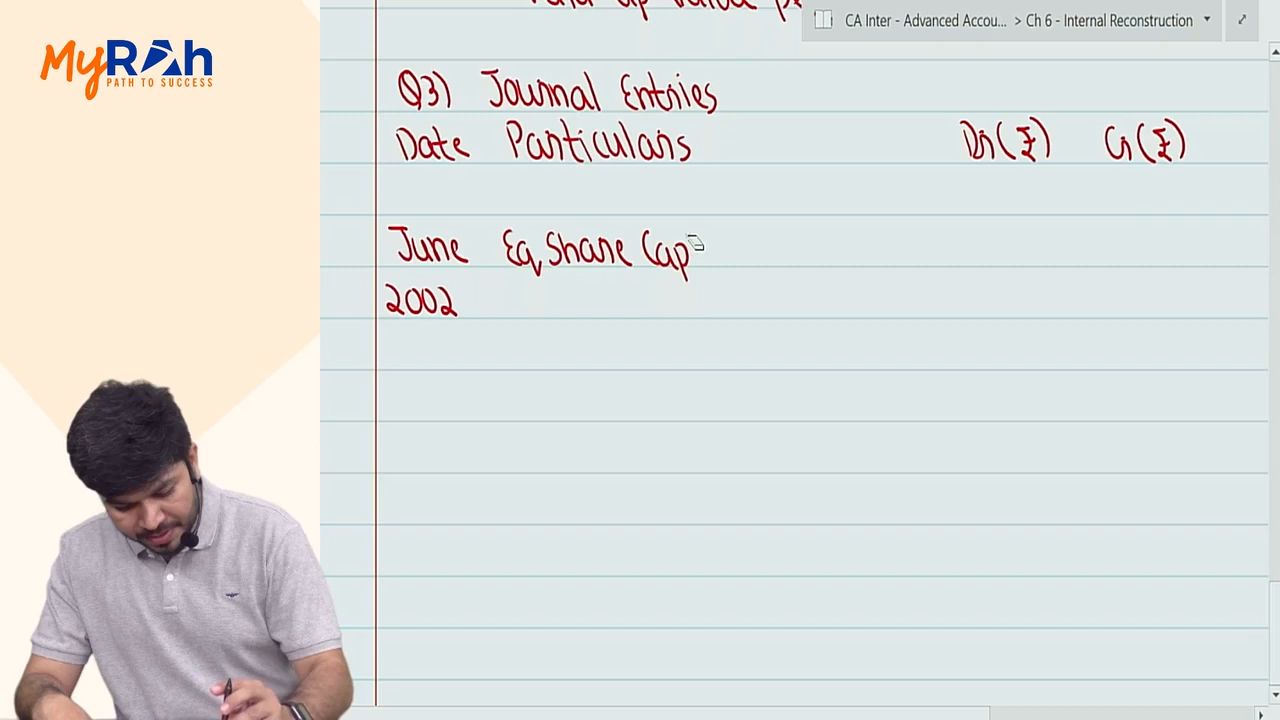 MyRAh
PATH TO SUCCESS
CA Inter - Advanced Accou... > Ch 6 - Internal Reconstruction
Q3) Journal Entries
Date Particulars Dr(₹) Cr(₹)
June Eq Share Cap
2002